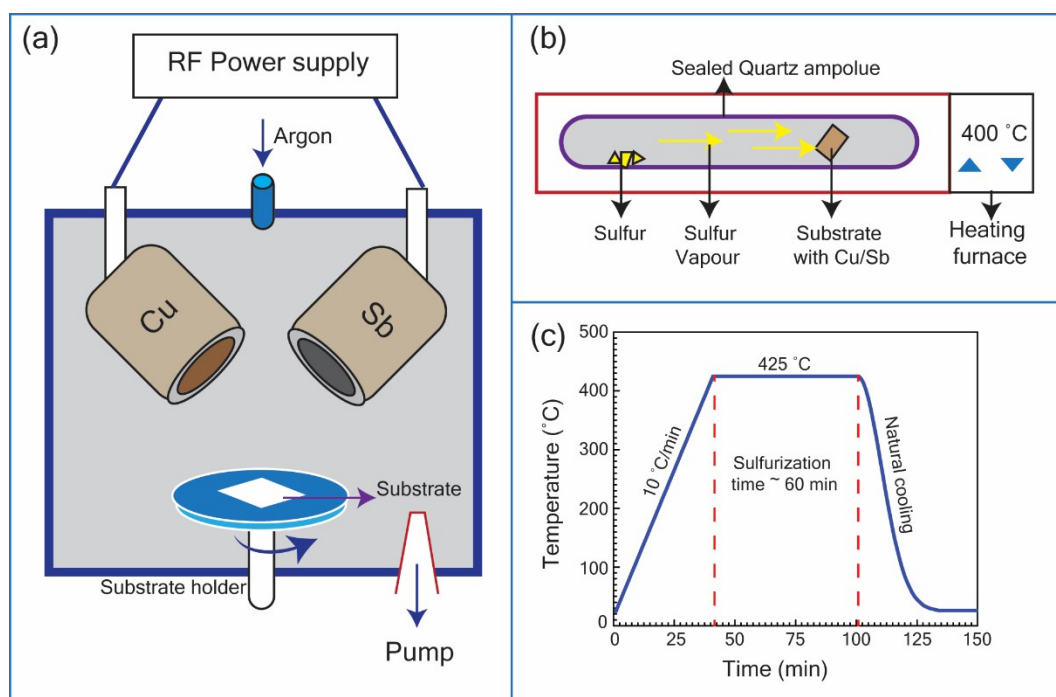 (a)
RF Power supply
Argon
Cu
Sb
Substrate
Substrate holder
Pump
(b)
Sealed Quartz ampolue
400 °C
Sulfur
Sulfur
Vapour
Substrate
with Cu/Sb
Heating
furnace
(c)
500
400
300
200
100
0
Temperature (°C)
425 °C
10 °C/min
Sulfurization
time ~ 60 min
Natural cooling
0
25
50
75
100
125
150
Time (min)